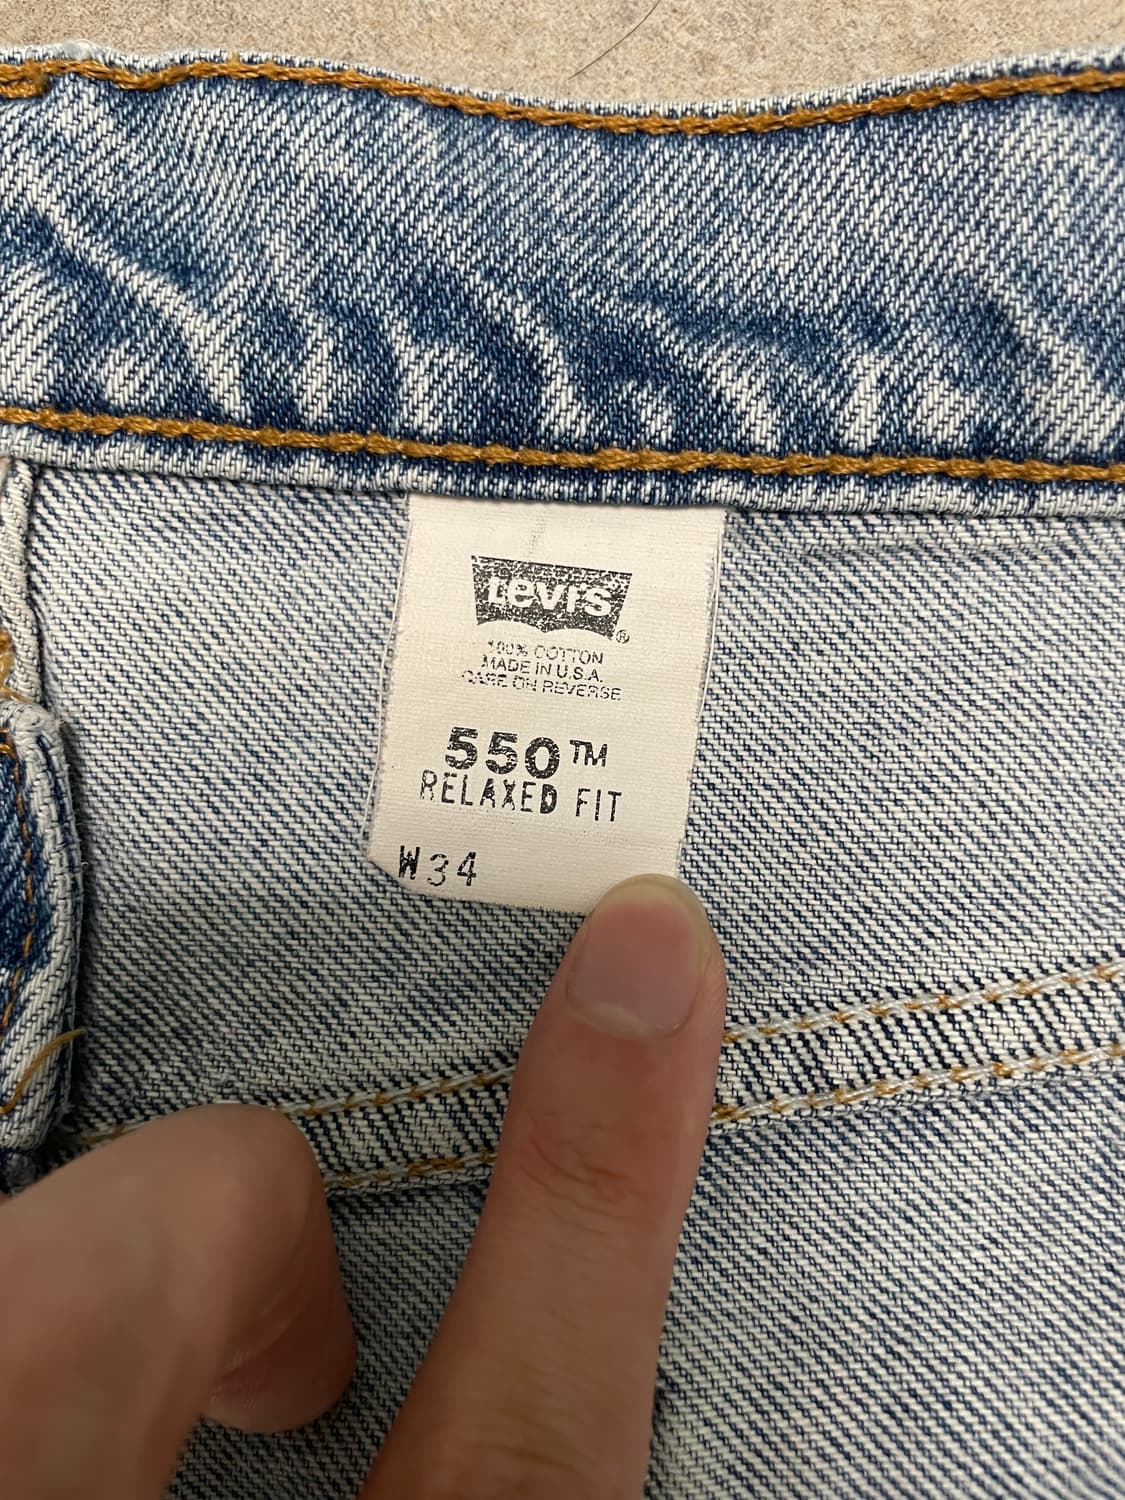 Levi's®
100% COTTON
MADE IN U.S.A.
CARE ON REVERSE
550™
RELAXED FIT
W34